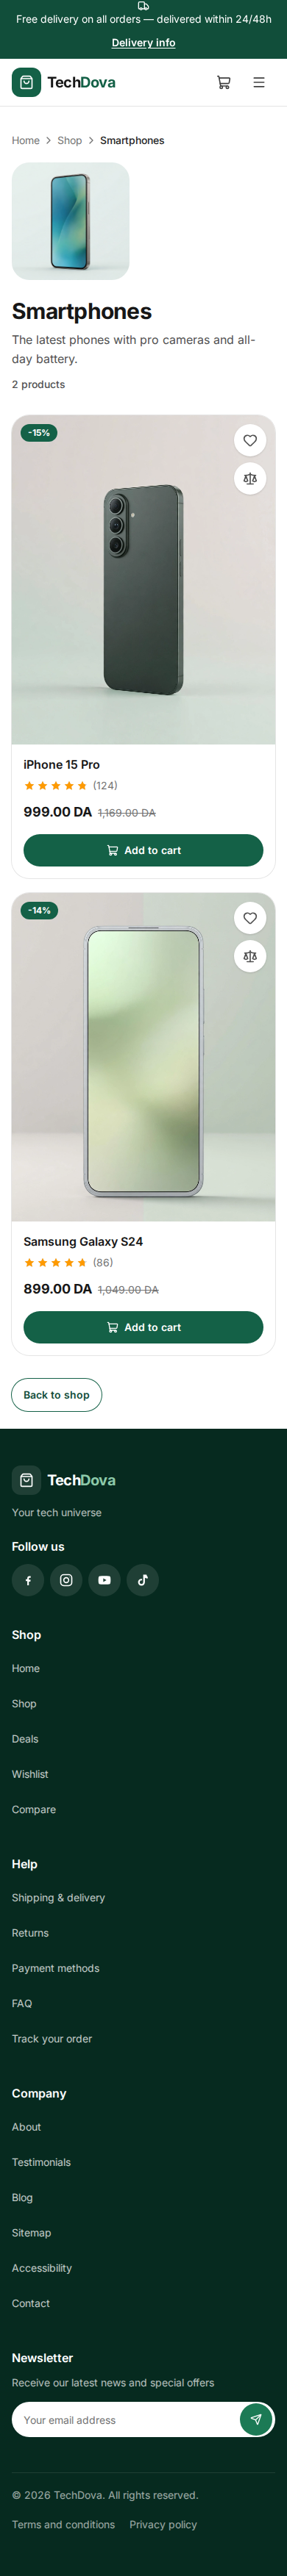 Free delivery on all orders — delivered within 24/48h
Delivery info
TechDova
Home > Shop > Smartphones
Smartphones
The latest phones with pro cameras and all-
day battery.
2 products
-15%
iPhone 15 Pro
(124)
999.00 DA 1,169.00 DA
Add to cart
-14%
Samsung Galaxy S24
(86)
899.00 DA 1,049.00 DA
Add to cart
Back to shop
TechDova
Your tech universe
Follow us
Shop
Home
Shop
Deals
Wishlist
Compare
Help
Shipping & delivery
Returns
Payment methods
FAQ
Track your order
Company
About
Testimonials
Blog
Sitemap
Accessibility
Contact
Newsletter
Receive our latest news and special offers
Your email address
© 2026 TechDova. All rights reserved.
Terms and conditions Privacy policy